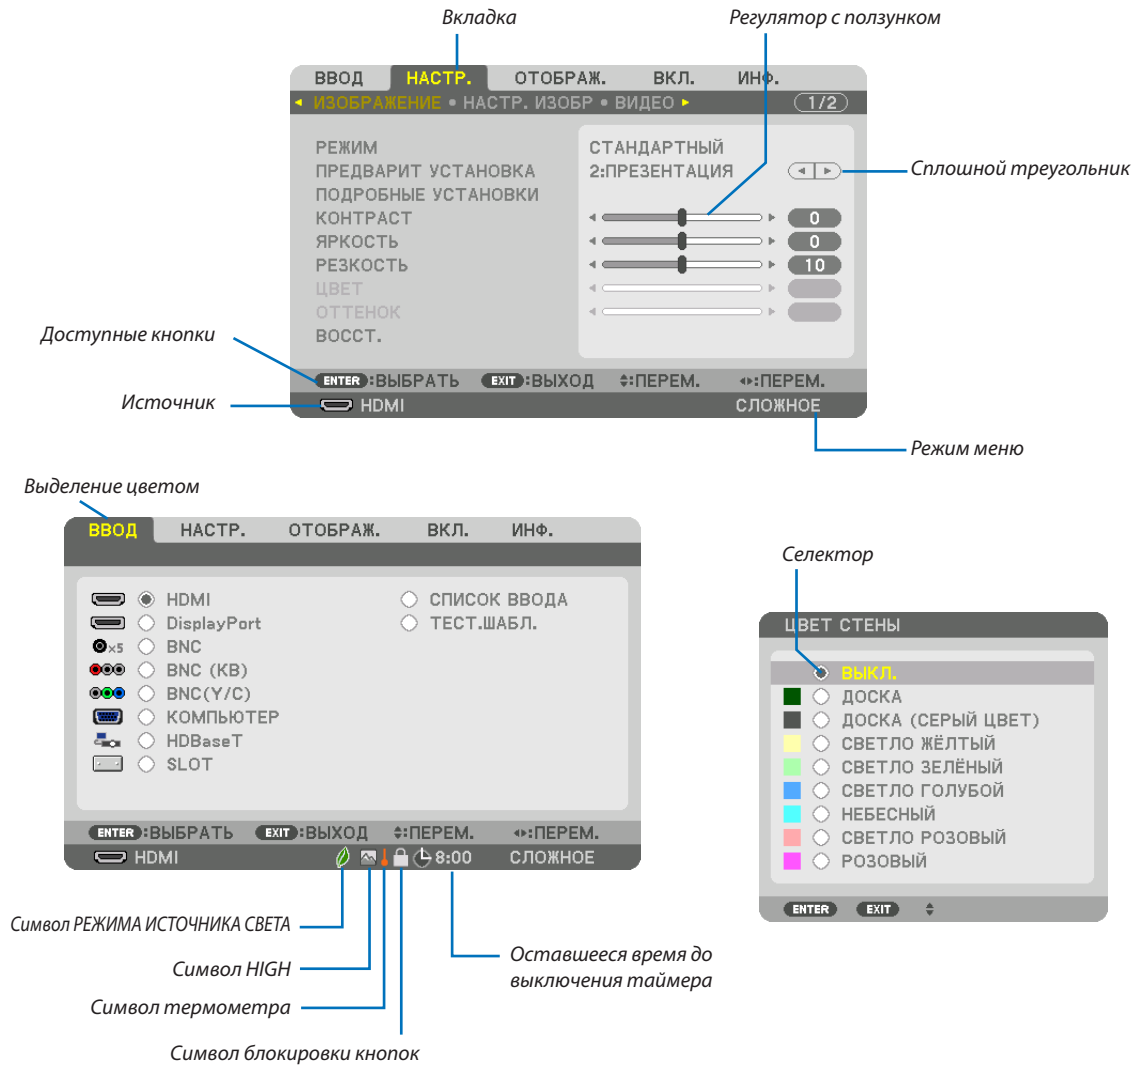 Вкладка
Регулятор с ползунком
ВВОД НАСТР. ОТОБРАЖ. ВКЛ. ИНФ.
ИЗОБРАЖЕНИЕ • НАСТР. ИЗОБР • ВИДЕО 1/2
РЕЖИМ СТАНДАРТНЫЙ
ПРЕДВАРИТ УСТАНОВКА 2:ПРЕЗЕНТАЦИЯ
Сплошной треугольник
ПОДРОБНЫЕ УСТАНОВКИ
КОНТРАСТ 0
ЯРКОСТЬ 0
РЕЗКОСТЬ 10
ЦВЕТ
ОТТЕНОК
ВОССТ.
Доступные кнопки
ENTER :ВЫБРАТЬ EXIT :ВЫХОД :ПЕРЕМ. :ПЕРЕМ.
Источник
HDMI СЛОЖНОЕ
Режим меню
Выделение цветом
ВВОД НАСТР. ОТОБРАЖ. ВКЛ. ИНФ.
HDMI СПИСОК ВВОДА
DisplayPort ТЕСТ.ШАБЛ.
×5 BNC
BNC (КВ)
BNC(Y/C)
КОМПЬЮТЕР
HDBaseT
SLOT
ENTER :ВЫБРАТЬ EXIT :ВЫХОД :ПЕРЕМ. :ПЕРЕМ.
HDMI 8:00 СЛОЖНОЕ
Символ РЕЖИМА ИСТОЧНИКА СВЕТА
Символ HIGH
Символ термометра
Символ блокировки кнопок
Оставшееся время до
выключения таймера
Селектор
ЦВЕТ СТЕНЫ
ВЫКЛ.
ДОСКА
ДОСКА (СЕРЫЙ ЦВЕТ)
СВЕТЛО ЖЁЛТЫЙ
СВЕТЛО ЗЕЛЁНЫЙ
СВЕТЛО ГОЛУБОЙ
НЕБЕСНЫЙ
СВЕТЛО РОЗОВЫЙ
РОЗОВЫЙ
ENTER EXIT